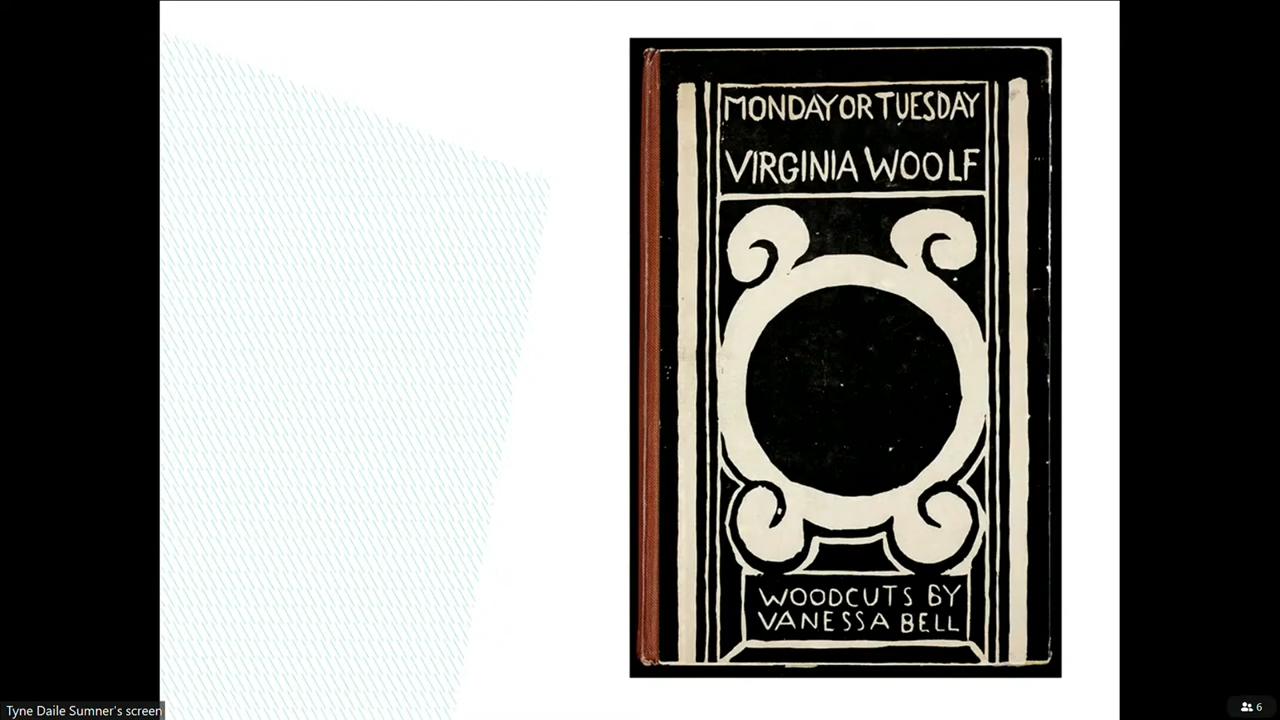 MONDAY OR TUESDAY
VIRGINIA WOOLF
WOODCUTS BY
VANESSA BELL
Tyne Daile Sumner's screen
6